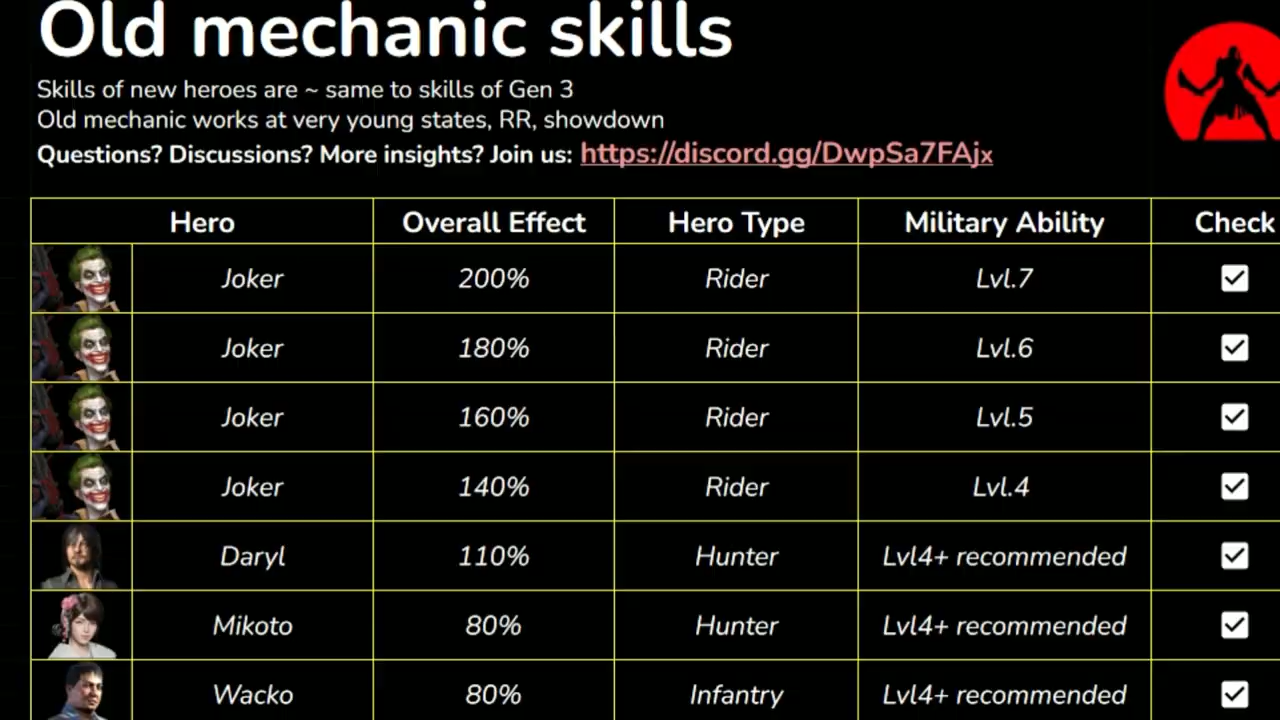 Old mechanic skills
Skills of new heroes are ~ same to skills of Gen 3
Old mechanic works at very young states, RR, showdown
Questions? Discussions? More insights? Join us: https://discord.gg/DwpSa7FAjx
Hero Overall Effect Hero Type Military Ability Check
Joker 200% Rider Lvl.7
Joker 180% Rider Lvl.6
Joker 160% Rider Lvl.5
Joker 140% Rider Lvl.4
Daryl 110% Hunter Lvl4+ recommended
Mikoto 80% Hunter Lvl4+ recommended
Wacko 80% Infantry Lvl4+ recommended